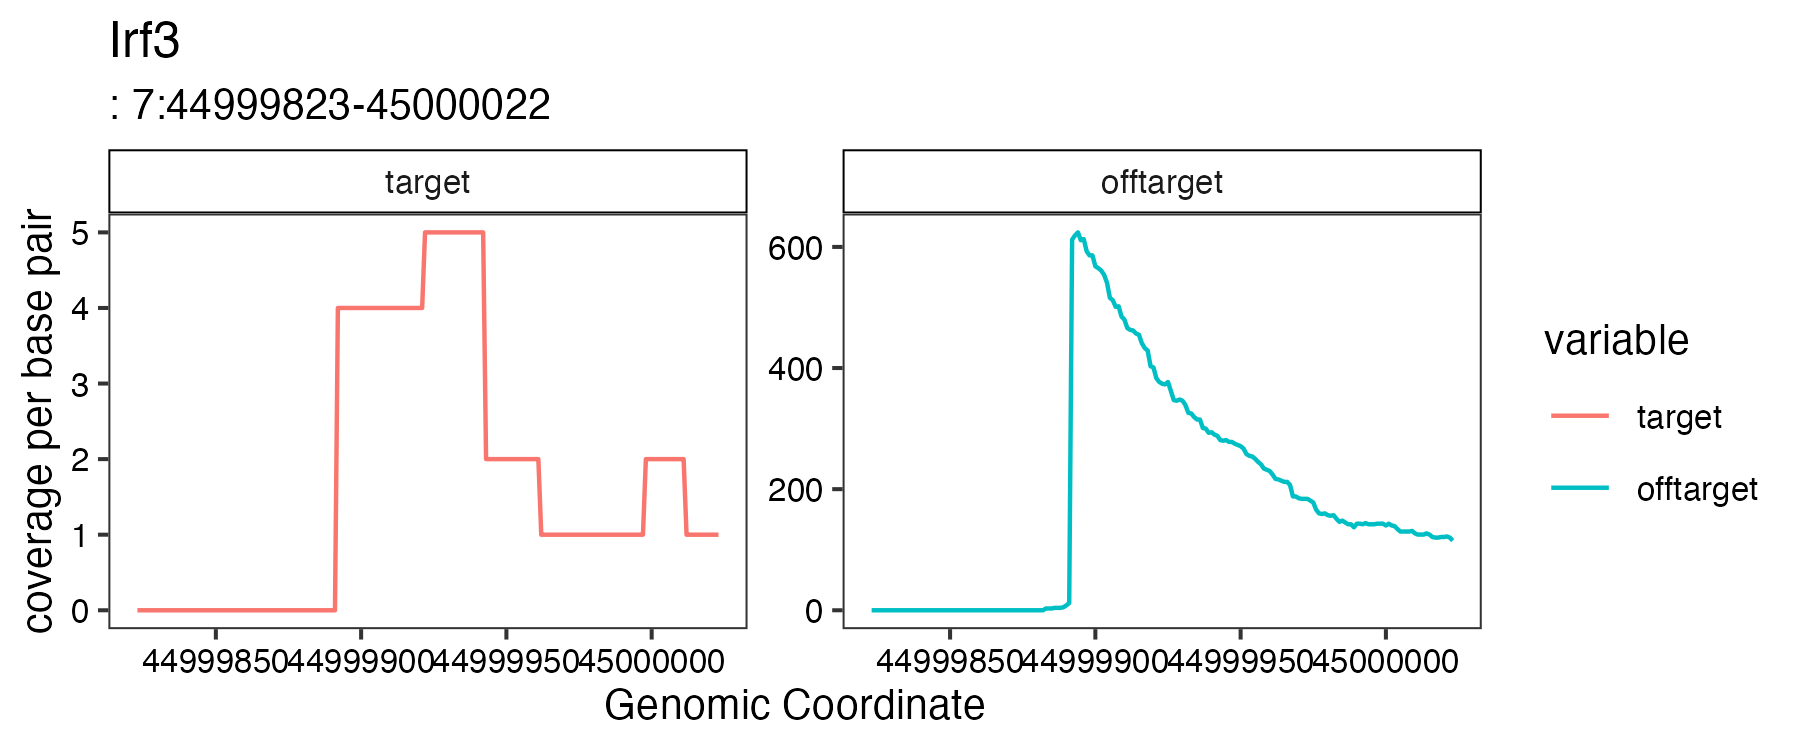 Irf3
: 7:44999823-45000022
target
offtarget
coverage per base pair
5
4
3
2
1
0
44999850
44999900
44999950
45000000
600
400
200
0
44999850
44999900
44999950
45000000
Genomic Coordinate
variable
target
offtarget